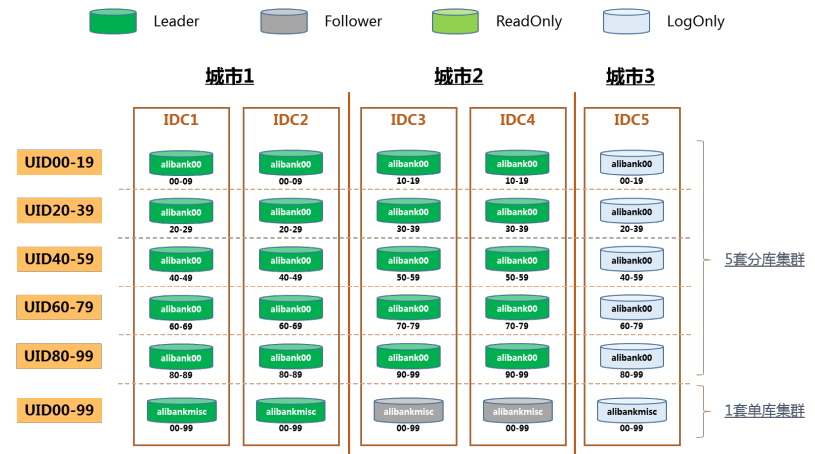 Leader Follower ReadOnly LogOnly
城市1 城市2 城市3
IDC1 IDC2 IDC3 IDC4 IDC5
UID00-19 alibank00 alibank00 alibank00 alibank00 alibank00
00-09 00-09 10-19 10-19 00-19
UID20-39 alibank00 alibank00 alibank00 alibank00 alibank00
20-29 20-29 30-39 30-39 20-39
UID40-59 alibank00 alibank00 alibank00 alibank00 alibank00
5套分库集群
40-49 40-49 50-59 50-59 40-59
UID60-79 alibank00 alibank00 alibank00 alibank00 alibank00
60-69 60-69 70-79 70-79 60-79
UID80-99 alibank00 alibank00 alibank00 alibank00 alibank00
80-89 80-89 90-99 90-99 80-99
UID00-99 alibankmisc alibankmisc alibankmisc alibankmisc alibankmisc
1套单库集群
00-99 00-99 00-99 00-99 00-99